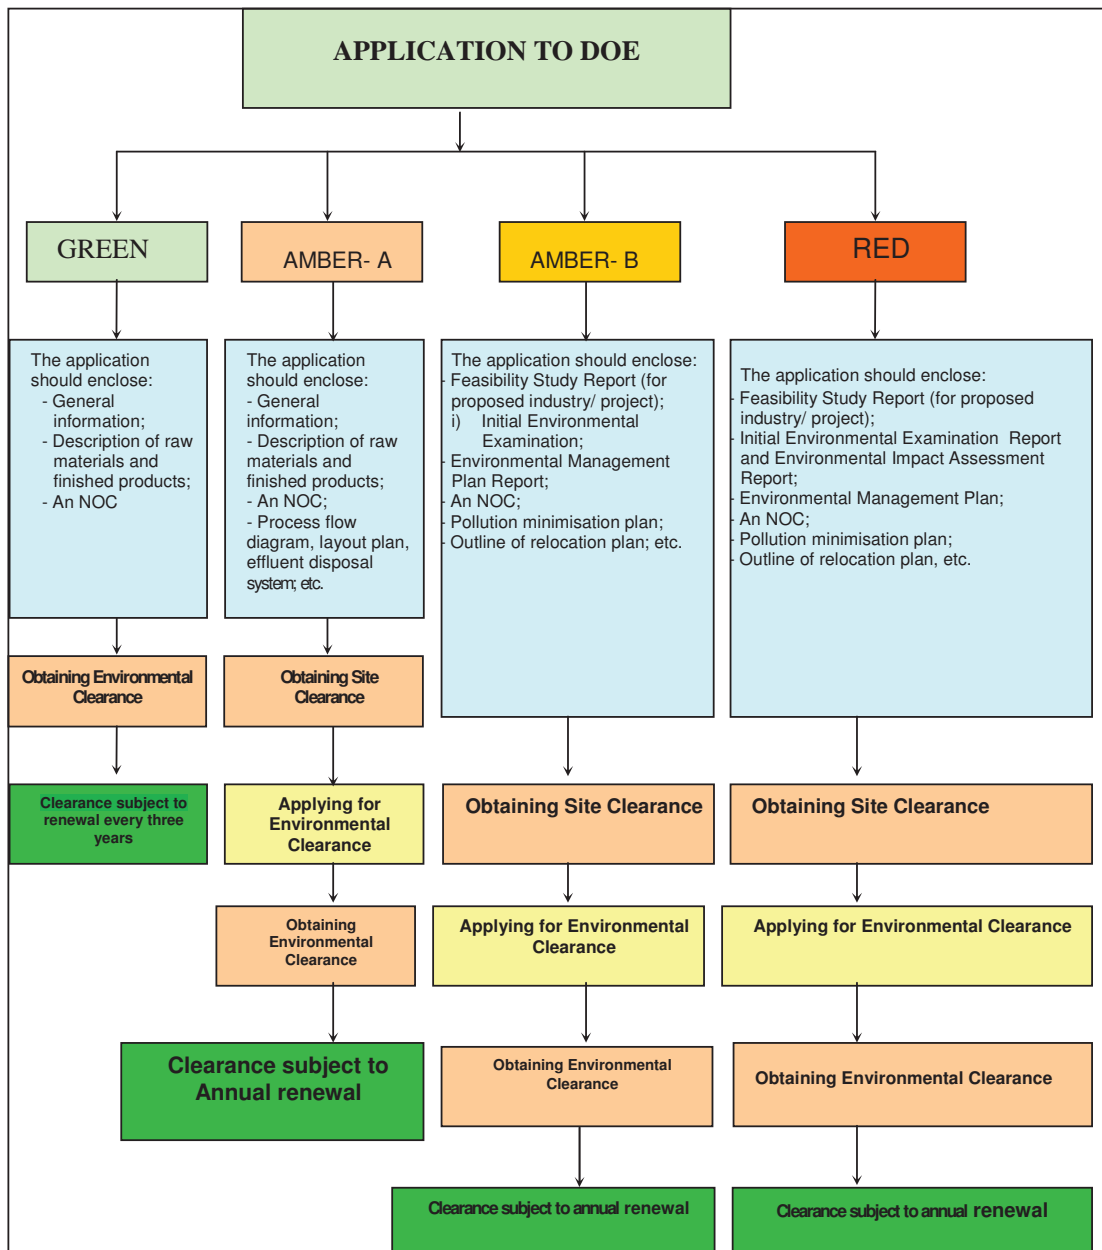 APPLICATION TO DOE
GREEN
AMBER- A
AMBER- B
RED
The application
should enclose:
- General
information;
- Description of raw
materials and
finished products;
- An NOC
The application
should enclose:
- General
information;
- Description of raw
materials and
finished products;
- An NOC;
- Process flow
diagram, layout plan,
effluent disposal
system; etc.
The application should enclose:
- Feasibility Study Report (for
proposed industry/ project);
i) Initial Environmental
Examination;
- Environmental Management
Plan Report;
- An NOC;
- Pollution minimisation plan;
- Outline of relocation plan; etc.
The application should enclose:
- Feasibility Study Report (for proposed
industry/ project);
- Initial Environmental Examination Report
and Environmental Impact Assessment
Report;
- Environmental Management Plan;
- An NOC;
- Pollution minimisation plan;
- Outline of relocation plan, etc.
Obtaining Environmental
Clearance
Obtaining Site
Clearance
Clearance subject to
renewal every three
years
Applying for
Environmental
Clearance
Obtaining Site Clearance
Obtaining Site Clearance
Obtaining
Environmental
Clearance
Applying for Environmental
Clearance
Applying for Environmental Clearance
Clearance subject to
Annual renewal
Obtaining Environmental
Clearance
Obtaining Environmental Clearance
Clearance subject to annual renewal
Clearance subject to annual renewal